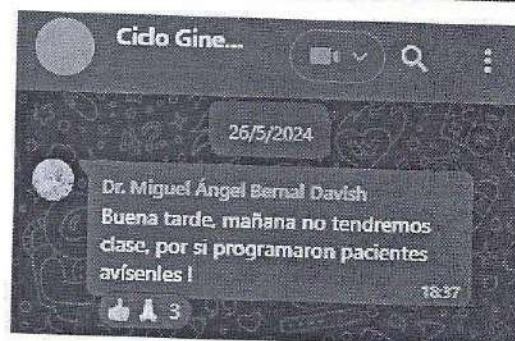 Ciclo Gine...
26/5/2024
Dr. Miguel Ángel Bernal Davish
Buena tarde, mañana no tendremos
clase, por si programaron pacientes
avísenles !
18:37
3